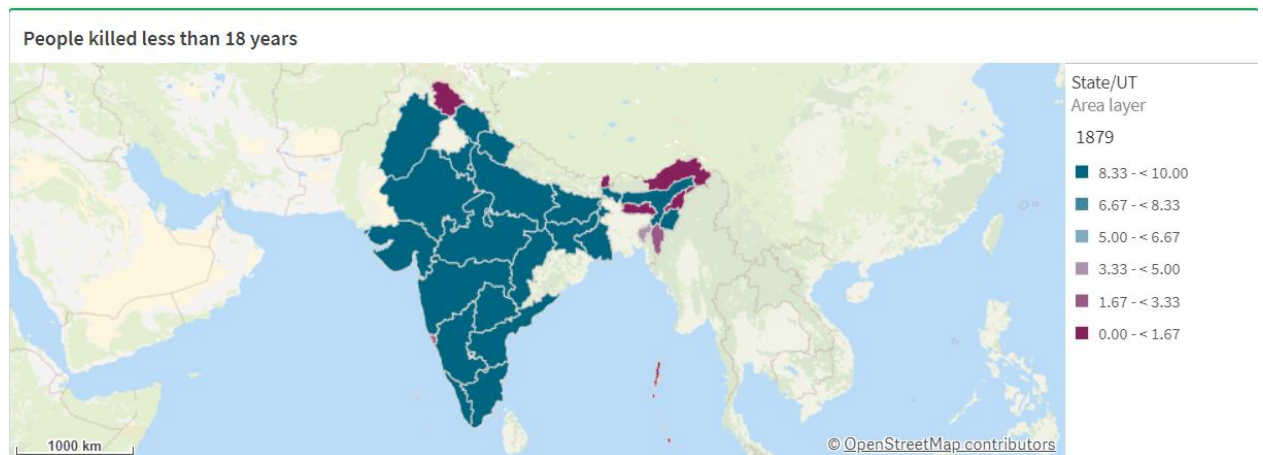 People killed less than 18 years
State/UT
Area layer
1879
8.33 - < 10.00
6.67 - < 8.33
5.00 - < 6.67
3.33 - < 5.00
1.67 - < 3.33
0.00 - < 1.67
1000 km
© OpenStreetMap contributors